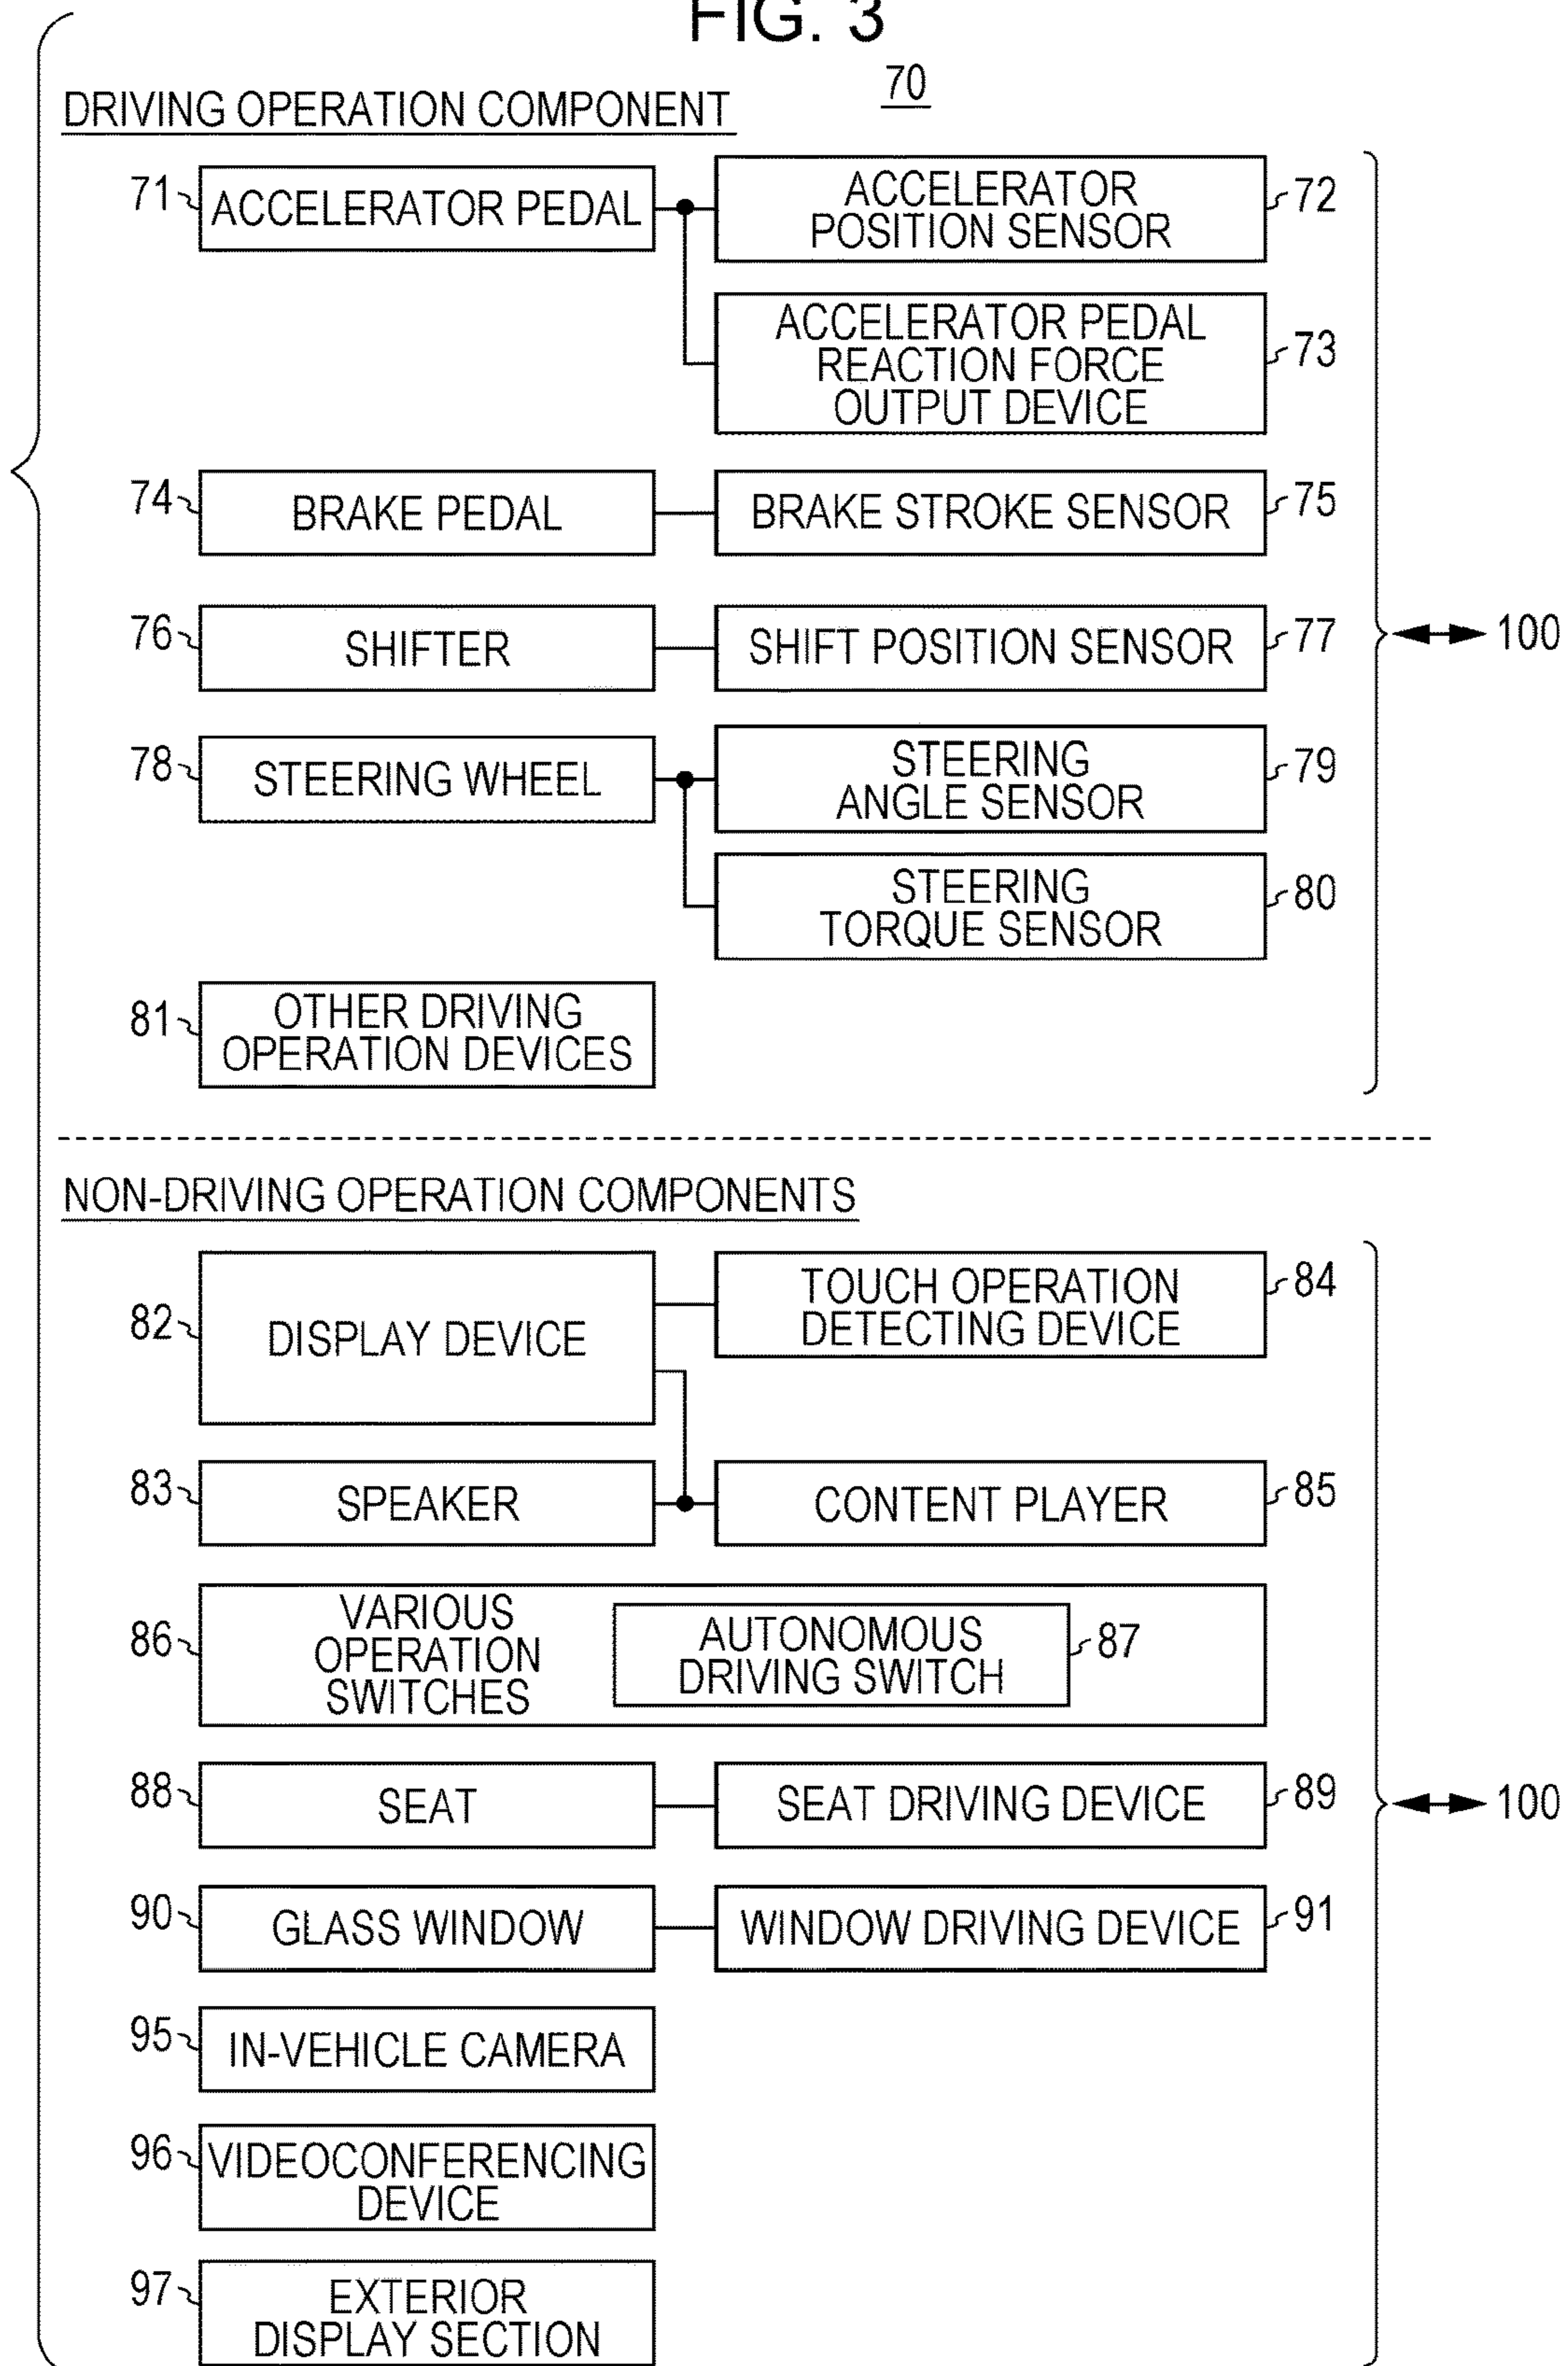 FIG. 3
70
DRIVING OPERATION COMPONENT
71
ACCELERATOR PEDAL
ACCELERATOR
POSITION SENSOR
72
ACCELERATOR PEDAL
REACTION FORCE
OUTPUT DEVICE
73
74
BRAKE PEDAL
BRAKE STROKE SENSOR
75
76
SHIFTER
SHIFT POSITION SENSOR
77
100
78
STEERING WHEEL
STEERING
ANGLE SENSOR
79
STEERING
TORQUE SENSOR
80
81
OTHER DRIVING
OPERATION DEVICES
NON-DRIVING OPERATION COMPONENTS
82
DISPLAY DEVICE
TOUCH OPERATION
DETECTING DEVICE
84
83
SPEAKER
CONTENT PLAYER
85
86
VARIOUS
OPERATION
SWITCHES
AUTONOMOUS
DRIVING SWITCH
87
88
SEAT
SEAT DRIVING DEVICE
89
100
90
GLASS WINDOW
WINDOW DRIVING DEVICE
91
95
IN-VEHICLE CAMERA
96
VIDEOCONFERENCING
DEVICE
97
EXTERIOR
DISPLAY SECTION